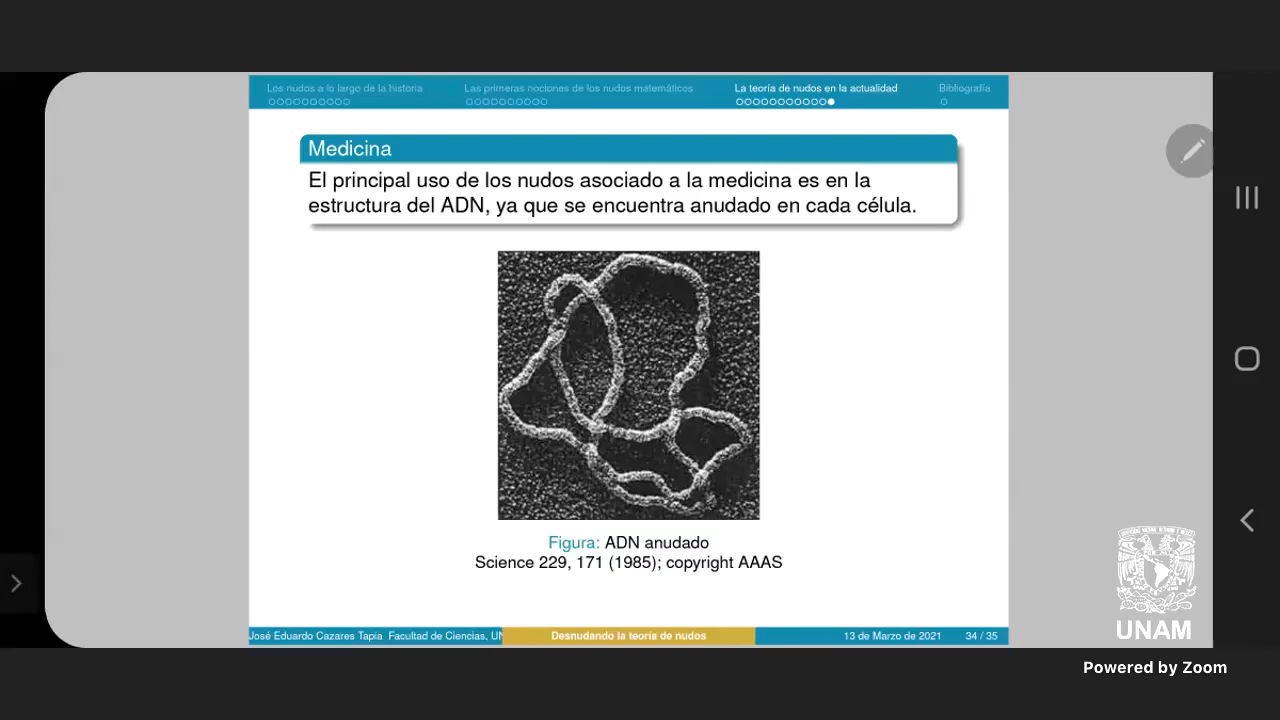 Los nudos a lo largo de la historia
Las primeras nociones de los nudos matemáticos
La teoría de nudos en la actualidad
Bibliografía
Medicina
El principal uso de los nudos asociado a la medicina es en la
estructura del ADN, ya que se encuentra anudado en cada célula.
Figura: ADN anudado
Science 229, 171 (1985); copyright AAAS
José Eduardo Cazares Tapia Facultad de Ciencias, UN
Desnudando la teoría de nudos
13 de Marzo de 2021 34 / 35
UNAM
Powered by Zoom